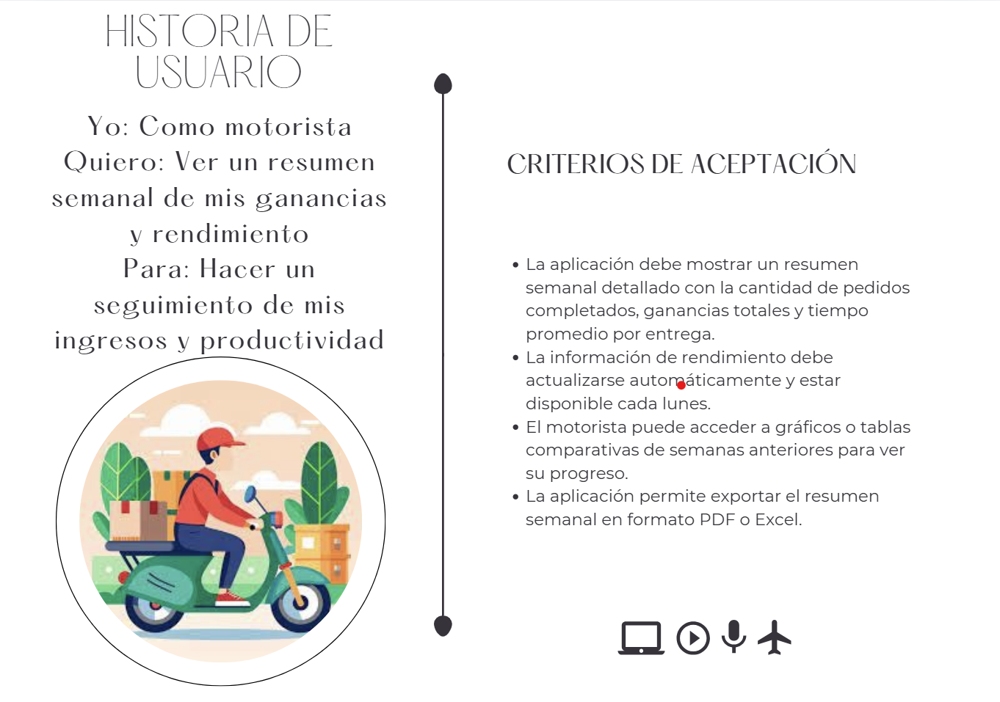 HISTORIA DE
USUARIO
Yo: Como motorista
Quiero: Ver un resumen
semanal de mis ganancias
y rendimiento
Para: Hacer un
seguimiento de mis
ingresos y productividad
CRITERIOS DE ACEPTACIÓN
• La aplicación debe mostrar un resumen
semanal detallado con la cantidad de pedidos
completados, ganancias totales y tiempo
promedio por entrega.
• La información de rendimiento debe
actualizarse automáticamente y estar
disponible cada lunes.
• El motorista puede acceder a gráficos o tablas
comparativas de semanas anteriores para ver
su progreso.
• La aplicación permite exportar el resumen
semanal en formato PDF o Excel.